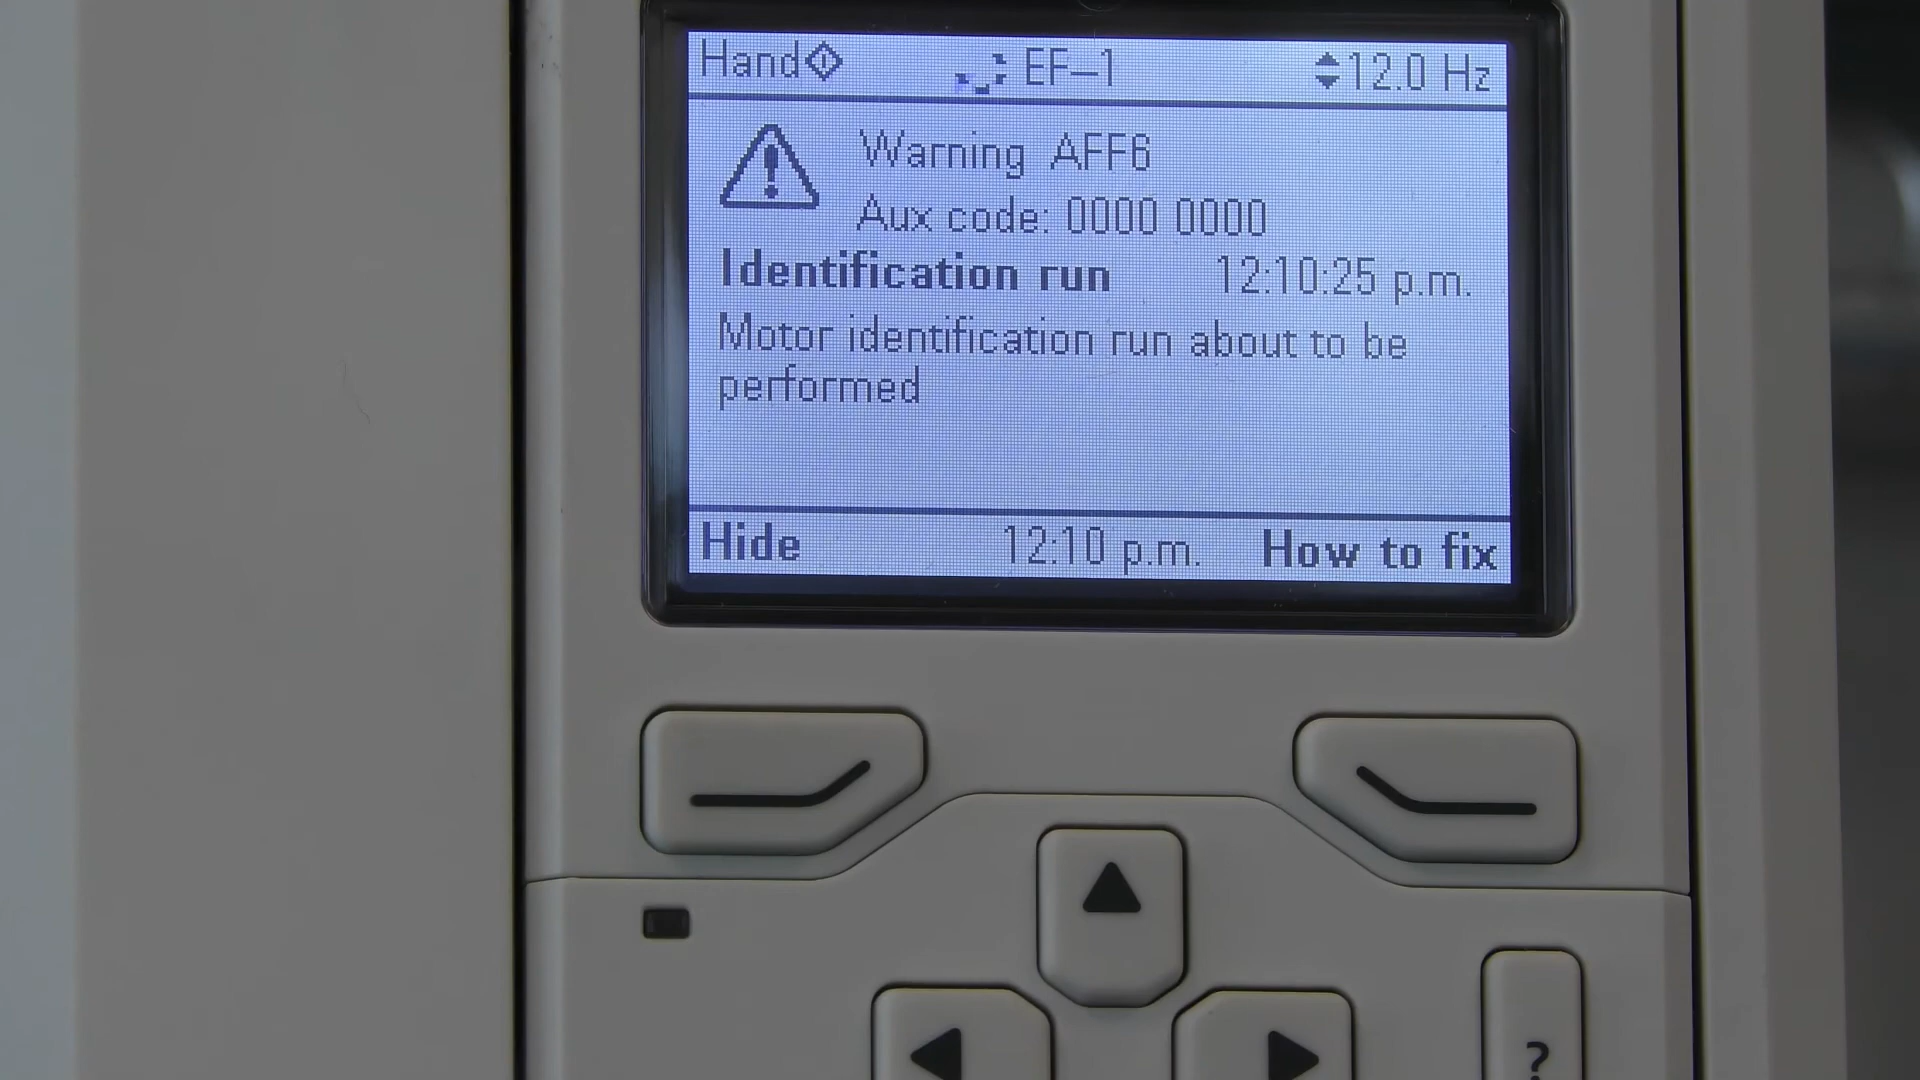 Hand EF-1 12.0 Hz
Warning AFF6
Aux code: 0000 0000
Identification run 12:10:25 p.m.
Motor identification run about to be
performed
Hide 12:10 p.m. How to fix
?